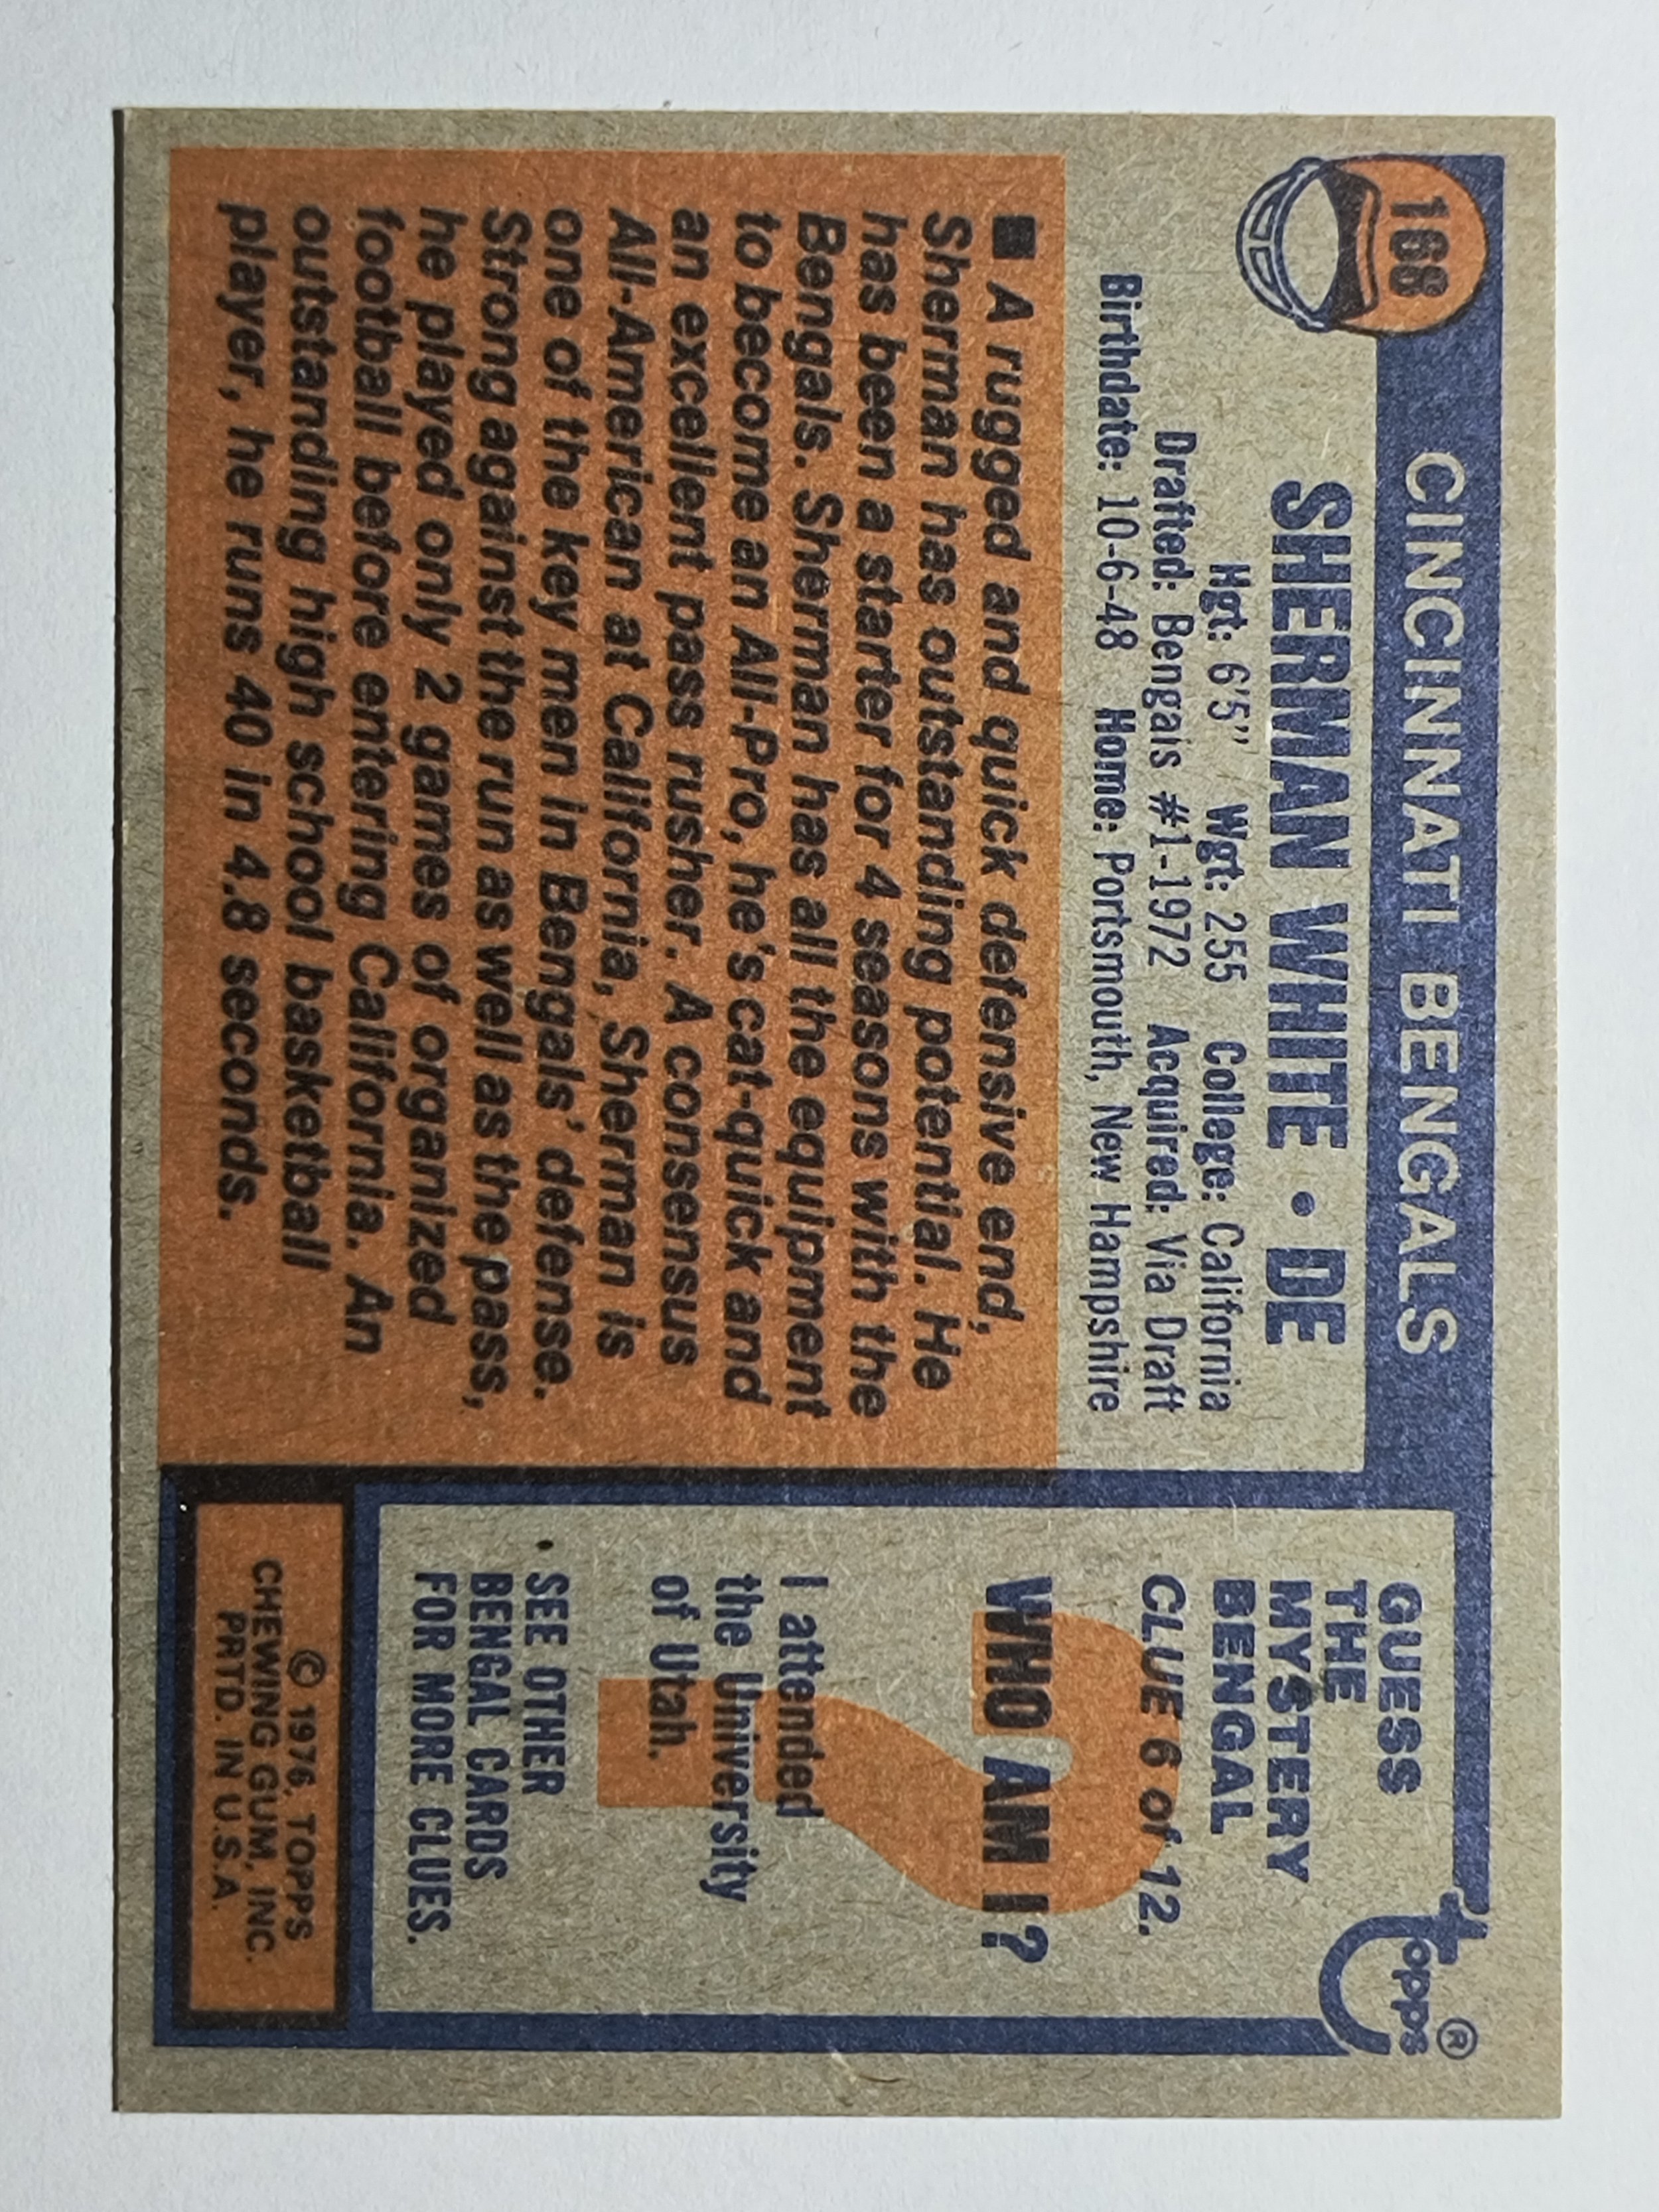 168
CINCINNATI BENGALS
SHERMAN WHITE • DE
Hgt: 6'5" Wgt: 255 College: California
Drafted: Bengals #1-1972 Acquired: Via Draft
Birthdate: 10-6-48 Home: Portsmouth, New Hampshire
■ A rugged and quick defensive end,
Sherman has outstanding potential. He
has been a starter for 4 seasons with the
Bengals. Sherman has all the equipment
to become an All-Pro, he's cat-quick and
an excellent pass rusher. A consensus
All-American at California, Sherman is
one of the key men in Bengals' defense.
Strong against the run as well as the pass,
he played only 2 games of organized
football before entering California. An
outstanding high school basketball
player, he runs 40 in 4.8 seconds.
topps®
GUESS
THE
MYSTERY
BENGAL
CLUE 6 of 12.
WHO AM I?
I attended
the University
of Utah.
• SEE OTHER
BENGAL CARDS
FOR MORE CLUES.
© 1976, TOPPS
CHEWING GUM, INC.
PRTD. IN U.S.A.